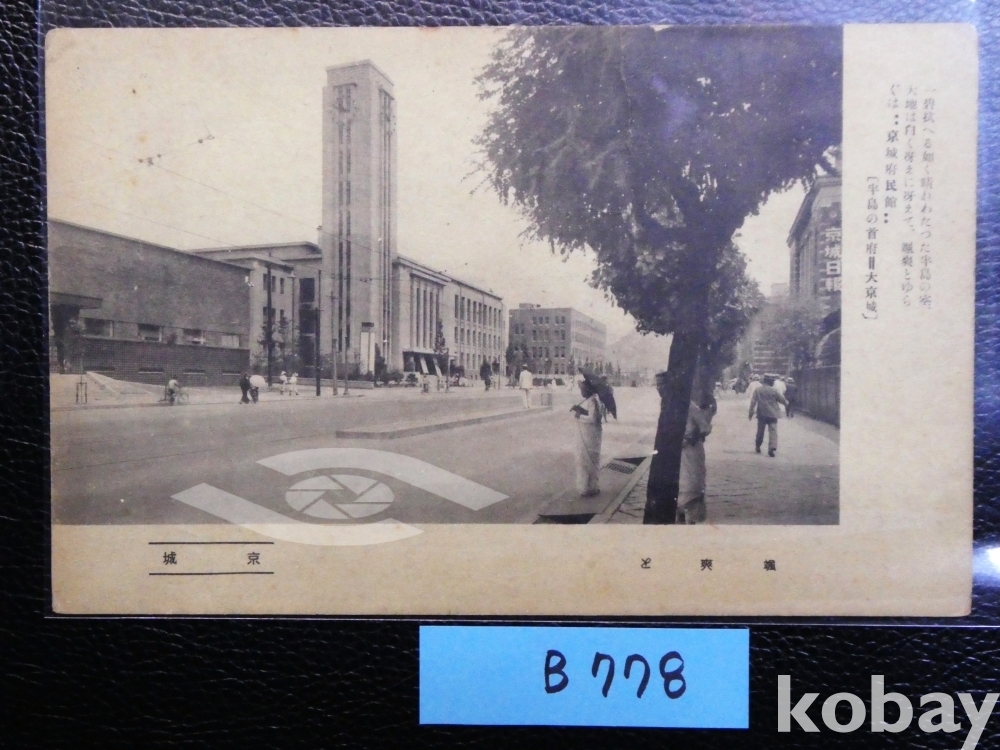 一碧拭へる如く晴れわたつた半島の空、
大地は白く冴えに冴えて、颯爽とゆら
ぐは‥京城府民館‥
［半島の首府＝大京城］
京城日報
京城
颯爽と
B778
kobay